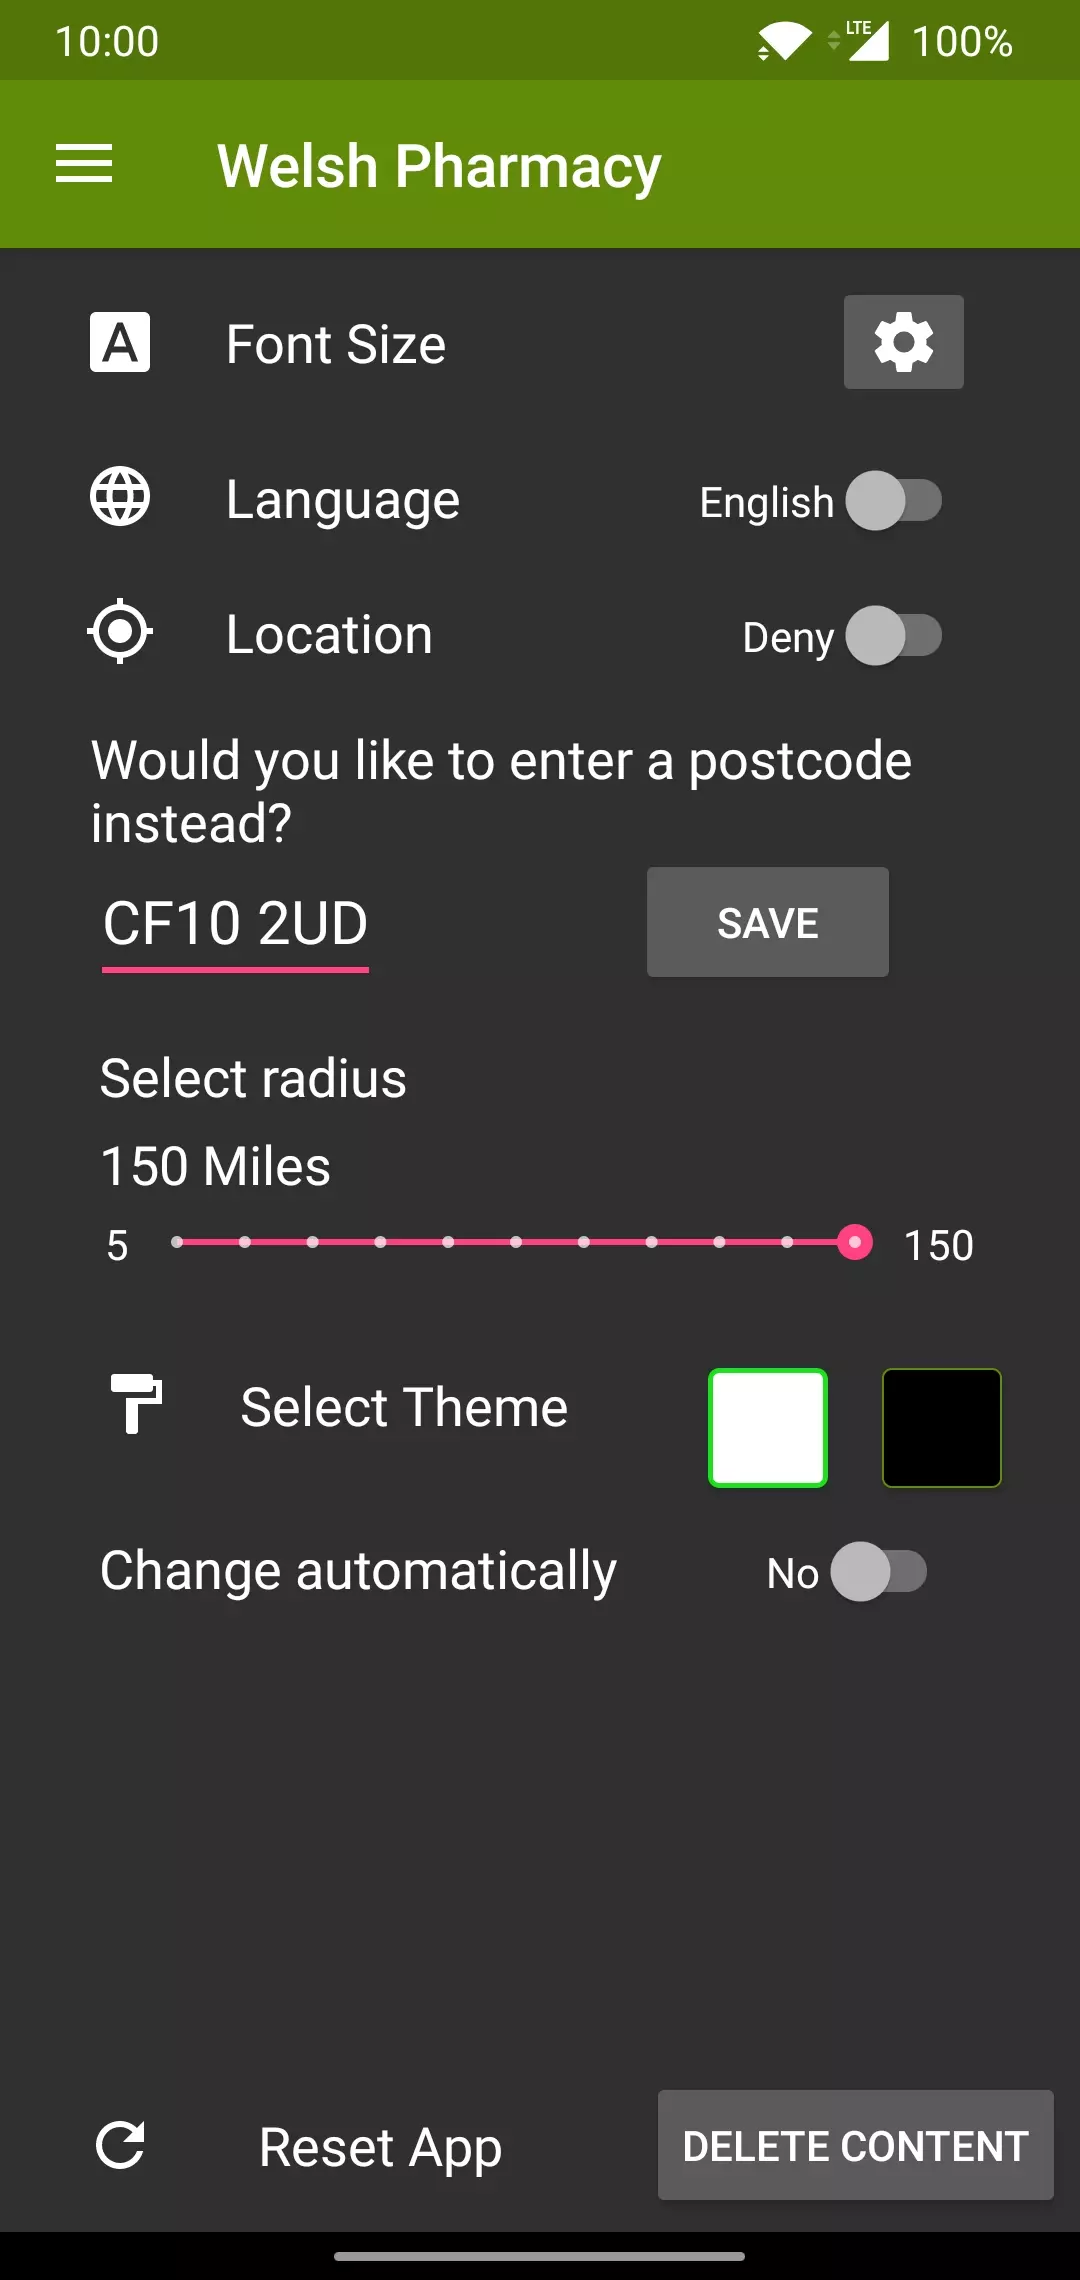 10:00
LTE
100%
Welsh Pharmacy
A
Font Size
Language
English
Location
Deny
Would you like to enter a postcode
instead?
CF10 2UD
SAVE
Select radius
150 Miles
5
150
Select Theme
Change automatically
No
Reset App
DELETE CONTENT